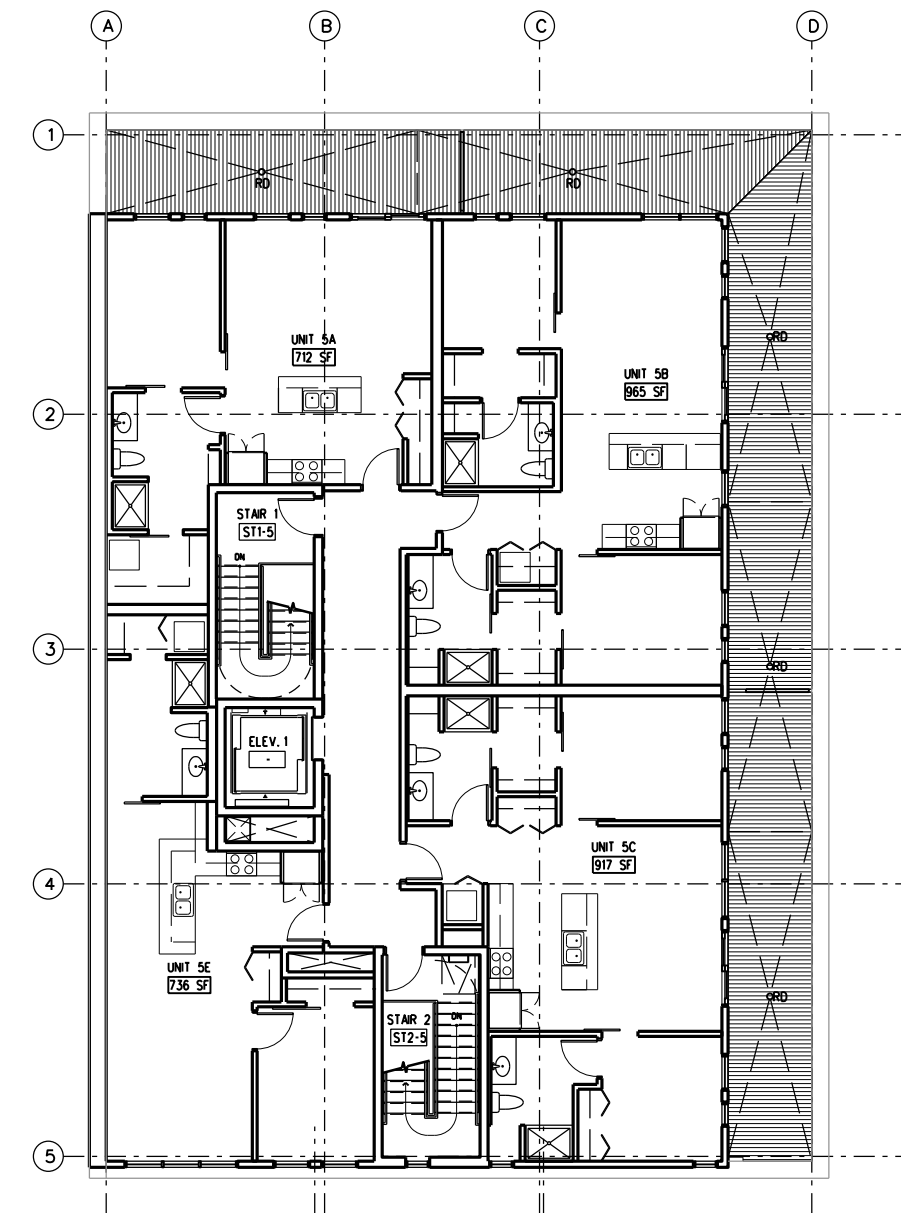 A B C D
1
RD RD
RD
UNIT 5A
712 SF
UNIT 5B
965 SF
2
STAIR 1
ST1-5
DN
3
RD
ELEV. 1
UNIT 5C
917 SF
4
UNIT 5E
736 SF
RD
STAIR 2
ST2-5
DN
5